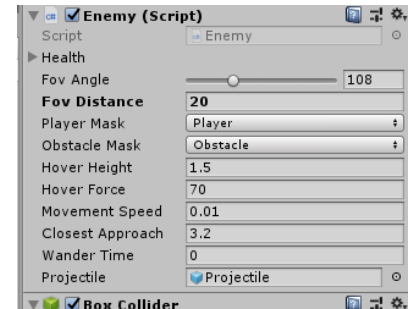 Enemy (Script)
Script Enemy
Health
Fov Angle 108
Fov Distance 20
Player Mask Player
Obstacle Mask Obstacle
Hover Height 1.5
Hover Force 70
Movement Speed 0.01
Closest Approach 3.2
Wander Time 0
Projectile Projectile
Box Collider